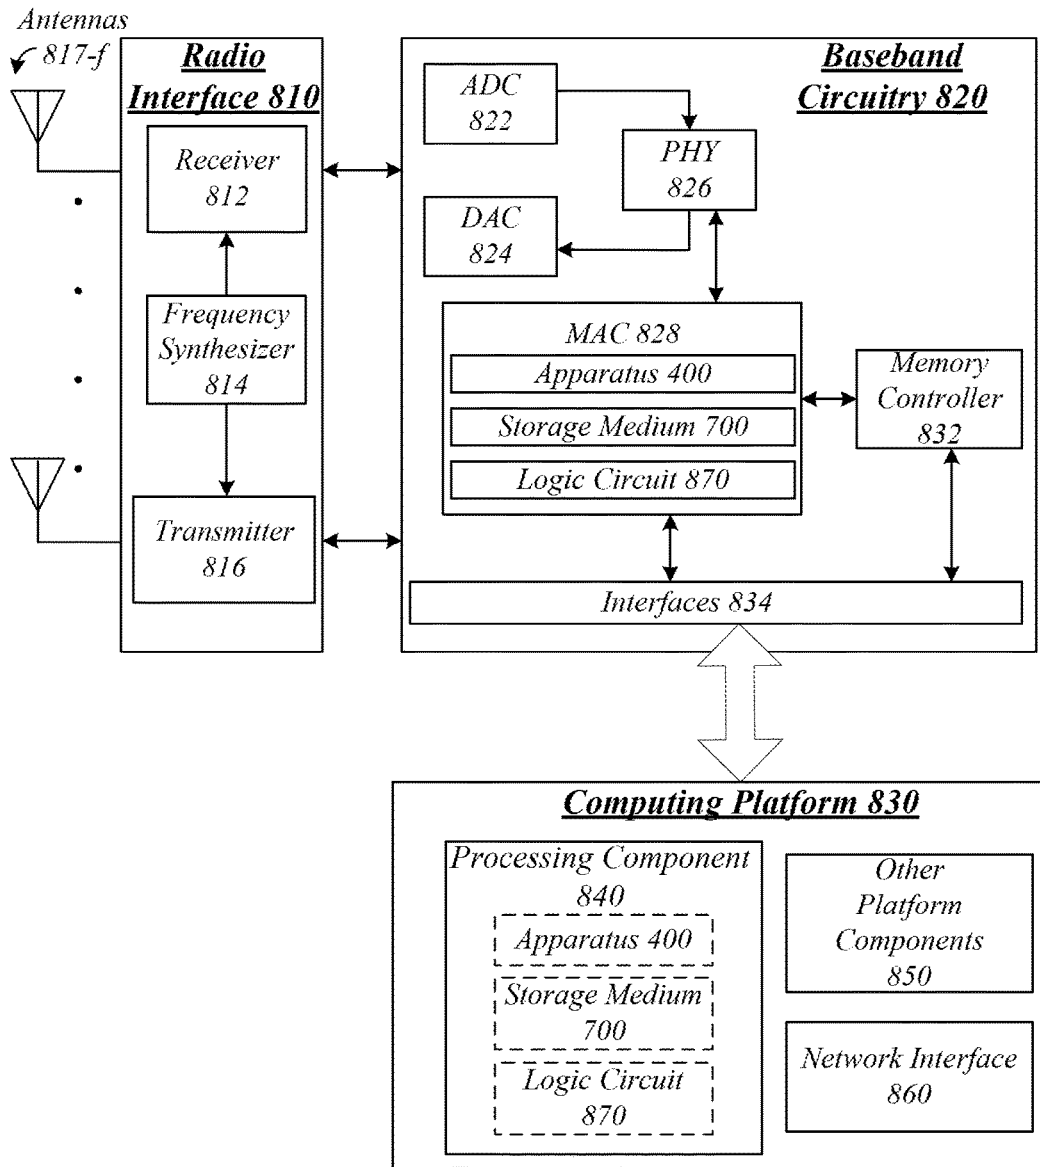 Antennas
817-f
Radio
Interface 810
Receiver
812
Frequency
Synthesizer
814
Transmitter
816
Baseband
Circuitry 820
ADC
822
PHY
826
DAC
824
MAC 828
Apparatus 400
Storage Medium 700
Logic Circuit 870
Memory
Controller
832
Interfaces 834
Computing Platform 830
Processing Component
840
Apparatus 400
Storage Medium
700
Logic Circuit
870
Other
Platform
Components
850
Network Interface
860